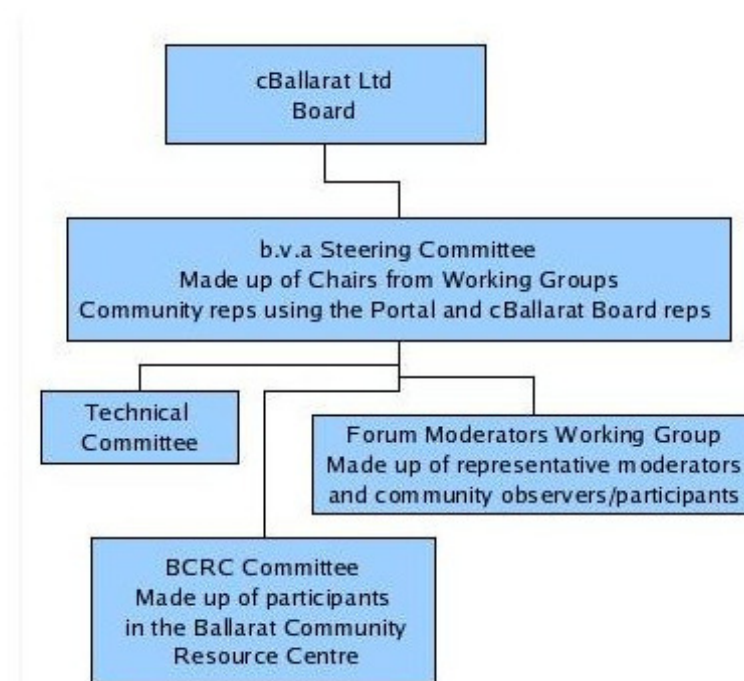 cBallarat Ltd
Board
b.v.a Steering Committee
Made up of Chairs from Working Groups
Community reps using the Portal and cBallarat Board reps
Technical
Committee
Forum Moderators Working Group
Made up of representative moderators
and community observers/participants
BCRC Committee
Made up of participants
in the Ballarat Community
Resource Centre